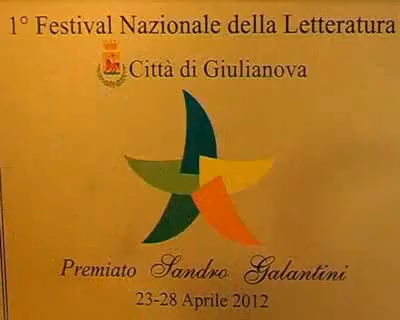 1° Festival Nazionale della Letteratura
Città di Giulianova
Premiato Sandro Galantini
23-28 Aprile 2012